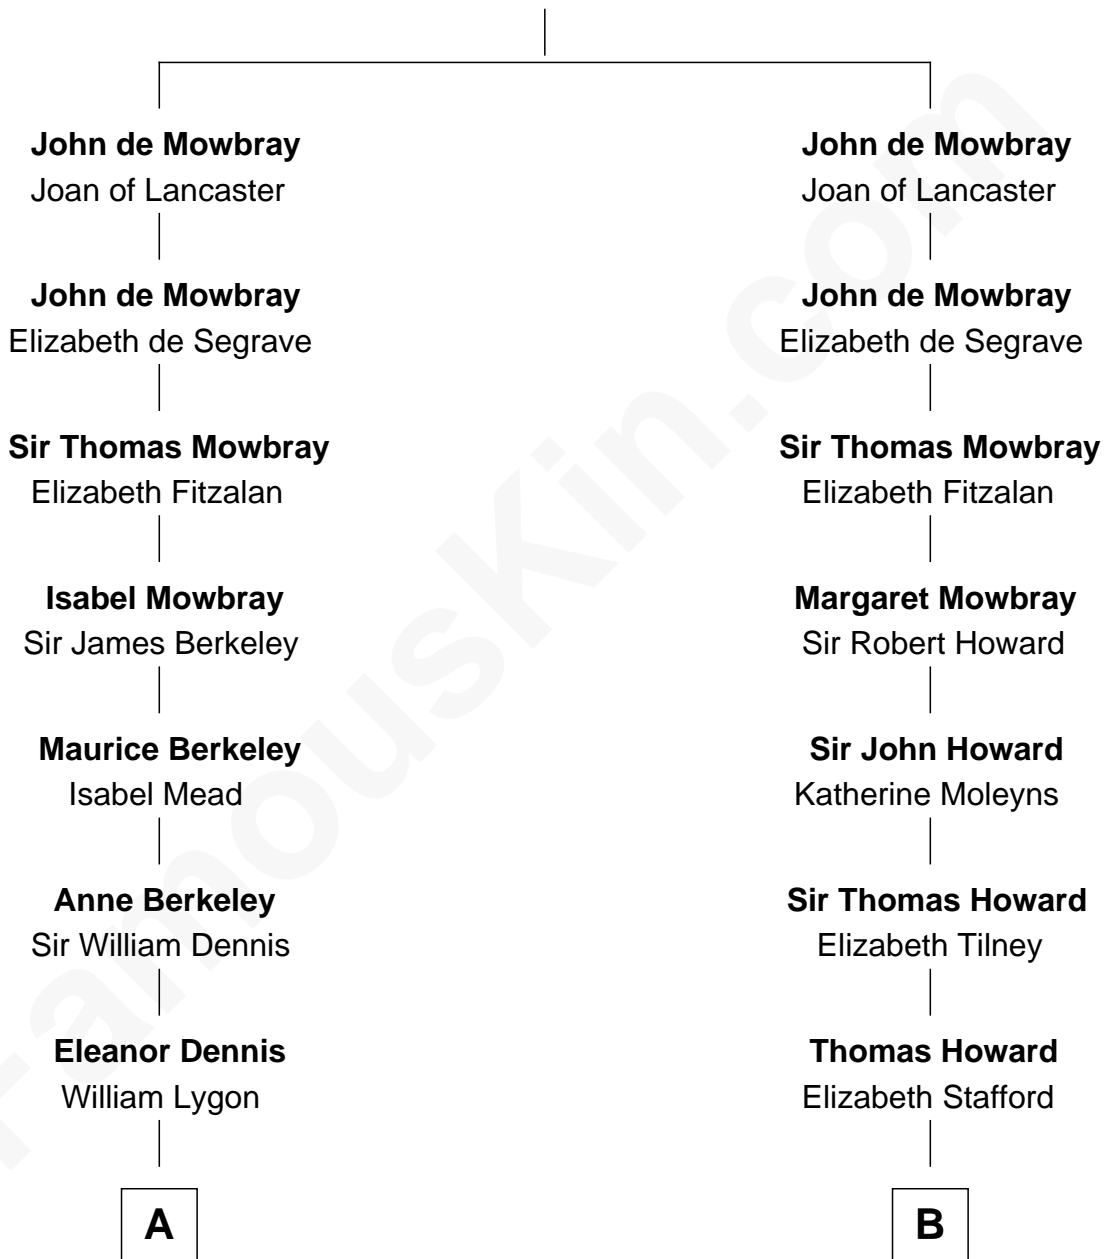 John de Mowbray
Joan of Lancaster
John de Mowbray
Elizabeth de Segrave
Sir Thomas Mowbray
Elizabeth Fitzalan
Isabel Mowbray
Sir James Berkeley
Maurice Berkeley
Isabel Mead
Anne Berkeley
Sir William Dennis
Eleanor Dennis
William Lygon
A
John de Mowbray
Joan of Lancaster
John de Mowbray
Elizabeth de Segrave
Sir Thomas Mowbray
Elizabeth Fitzalan
Margaret Mowbray
Sir Robert Howard
Sir John Howard
Katherine Moleyns
Sir Thomas Howard
Elizabeth Tilney
Thomas Howard
Elizabeth Stafford
B
FamousKin.com